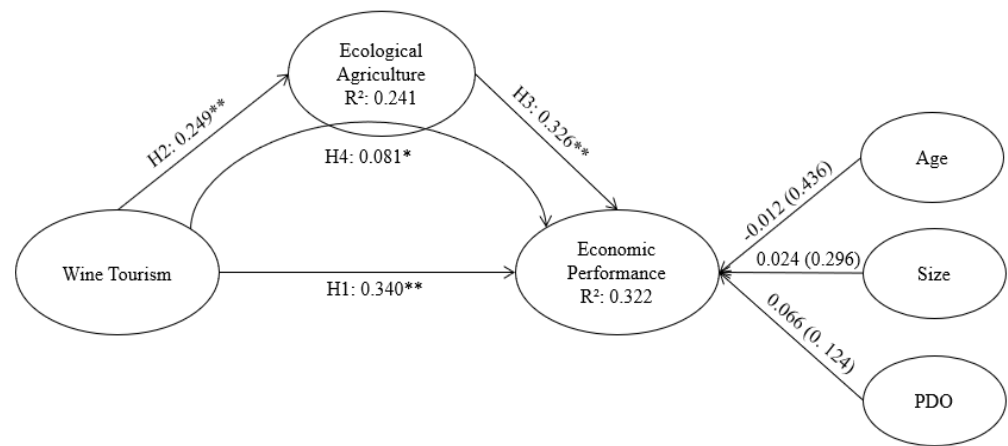 Ecological
Agriculture
R²: 0.241
H2: 0.249**
H3: 0.326**
H4: 0.081*
Age
-0.012 (0.436)
Wine Tourism
H1: 0.340**
Economic
Performance
R²: 0.322
0.024 (0.296)
Size
0.066 (0. 124)
PDO